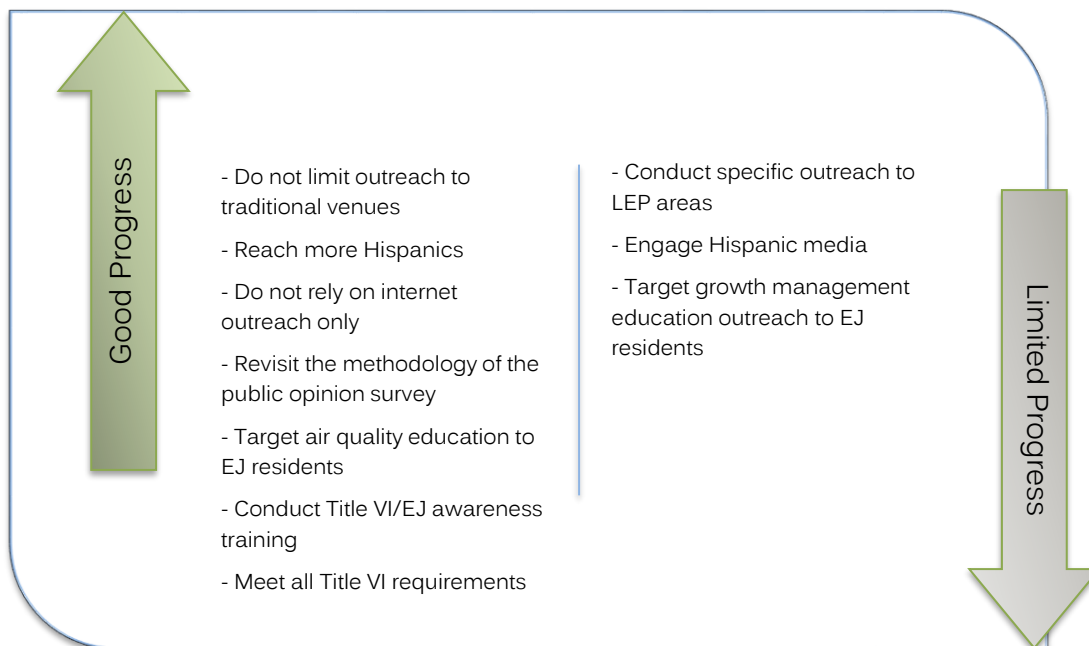 Good Progress
- Do not limit outreach to
traditional venues
- Reach more Hispanics
- Do not rely on internet
outreach only
- Revisit the methodology of the
public opinion survey
- Target air quality education to
EJ residents
- Conduct Title VI/EJ awareness
training
- Meet all Title VI requirements
- Conduct specific outreach to
LEP areas
- Engage Hispanic media
- Target growth management
education outreach to EJ
residents
Limited Progress